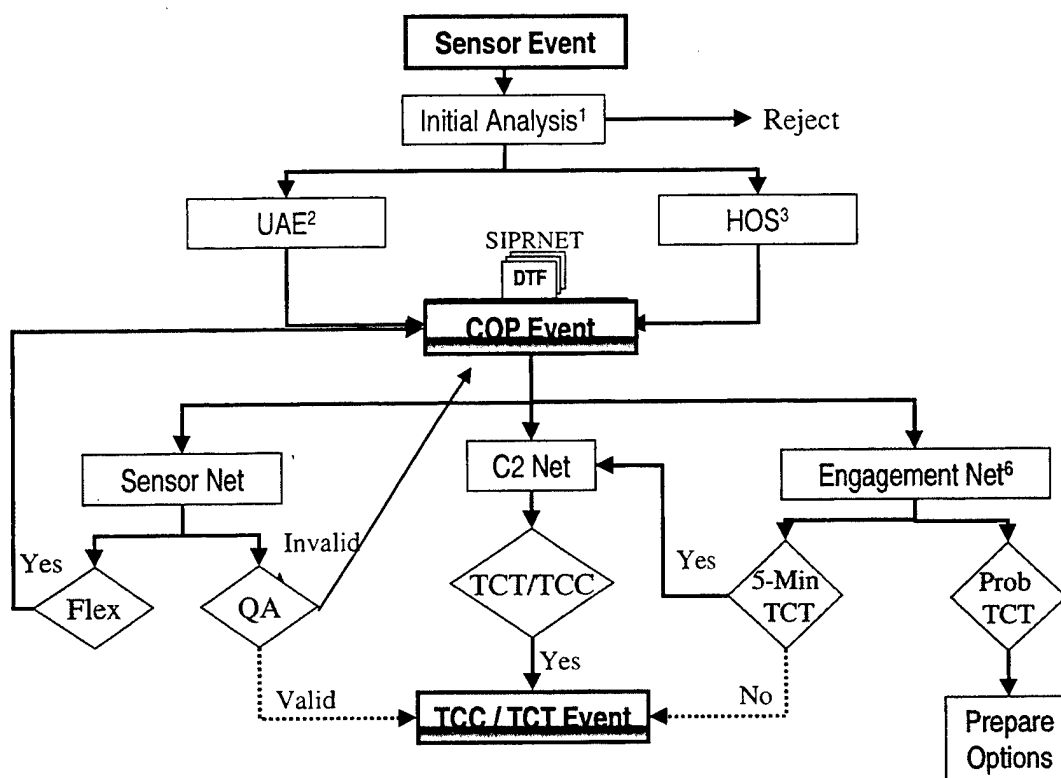 Sensor Event
Initial Analysis¹
Reject
UAE²
HOS³
SIPRNET
DTF
COP Event
Sensor Net
C2 Net
Engagement Net⁶
Yes
Flex
Invalid
QA
TCT/TCC
Yes
5-Min
TCT
Prob
TCT
Valid
Yes
No
TCC / TCT Event
Prepare
Options